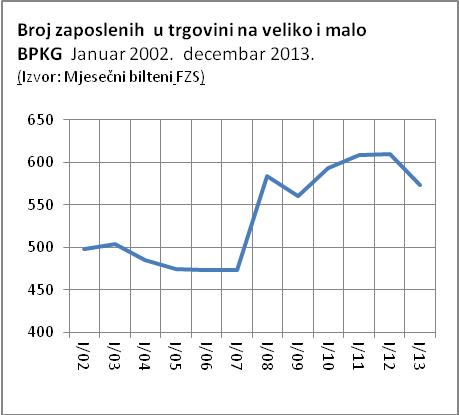 Broj zaposlenih u trgovini na veliko i malo
BPKG Januar 2002. decembar 2013.
(Izvor: Mjesečni bilteni FZS)
650
600
550
500
450
400
I/02
I/03
I/04
I/05
I/06
I/07
I/08
I/09
I/10
I/11
I/12
I/13